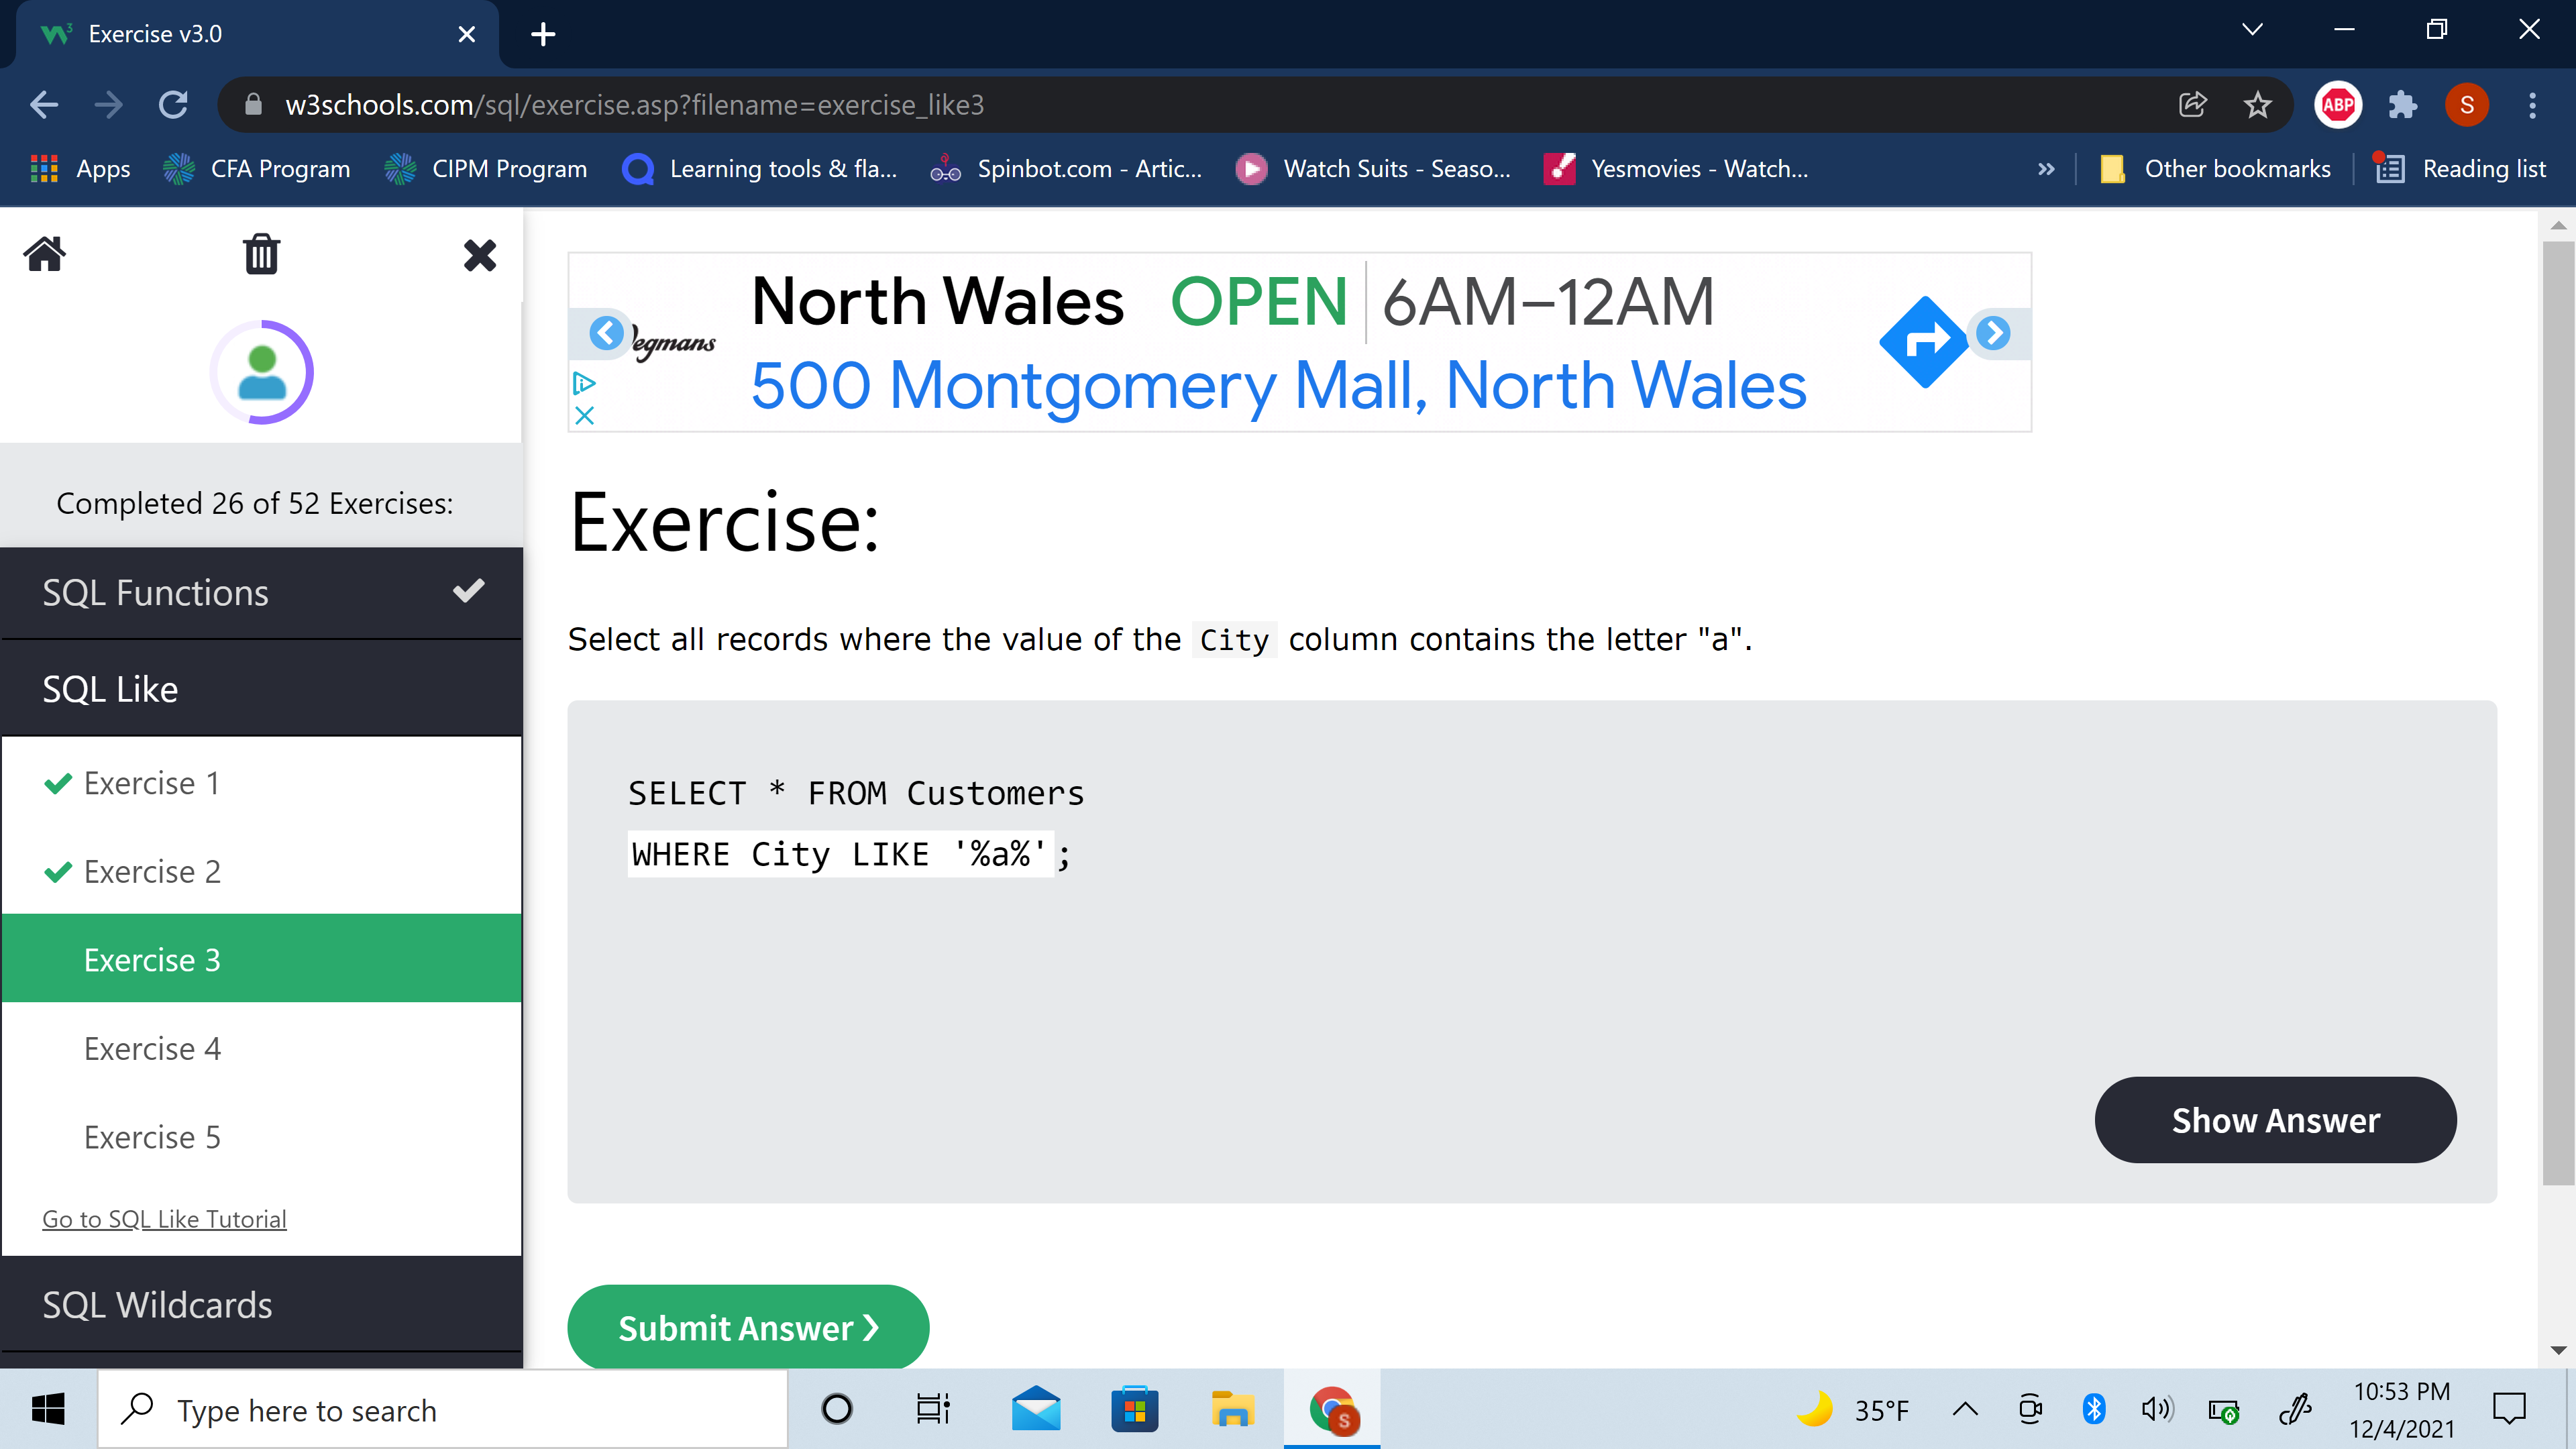 Exercise v3.0
w3schools.com/sql/exercise.asp?filename=exercise_like3
ABP
S
Apps
CFA Program
CIPM Program
Learning tools & fla...
Spinbot.com - Artic...
Watch Suits - Seaso...
Yesmovies - Watch...
»
Other bookmarks
Reading list
Completed 26 of 52 Exercises:
SQL Functions
SQL Like
Exercise 1
Exercise 2
Exercise 3
Exercise 4
Exercise 5
Go to SQL Like Tutorial
SQL Wildcards
North Wales OPEN 6AM–12AM
egmans
500 Montgomery Mall, North Wales
Exercise:
Select all records where the value of the City column contains the letter "a".
SELECT * FROM Customers
WHERE City LIKE '%a%';
Show Answer
Submit Answer ❯
Type here to search
S
35°F
10:53 PM
12/4/2021